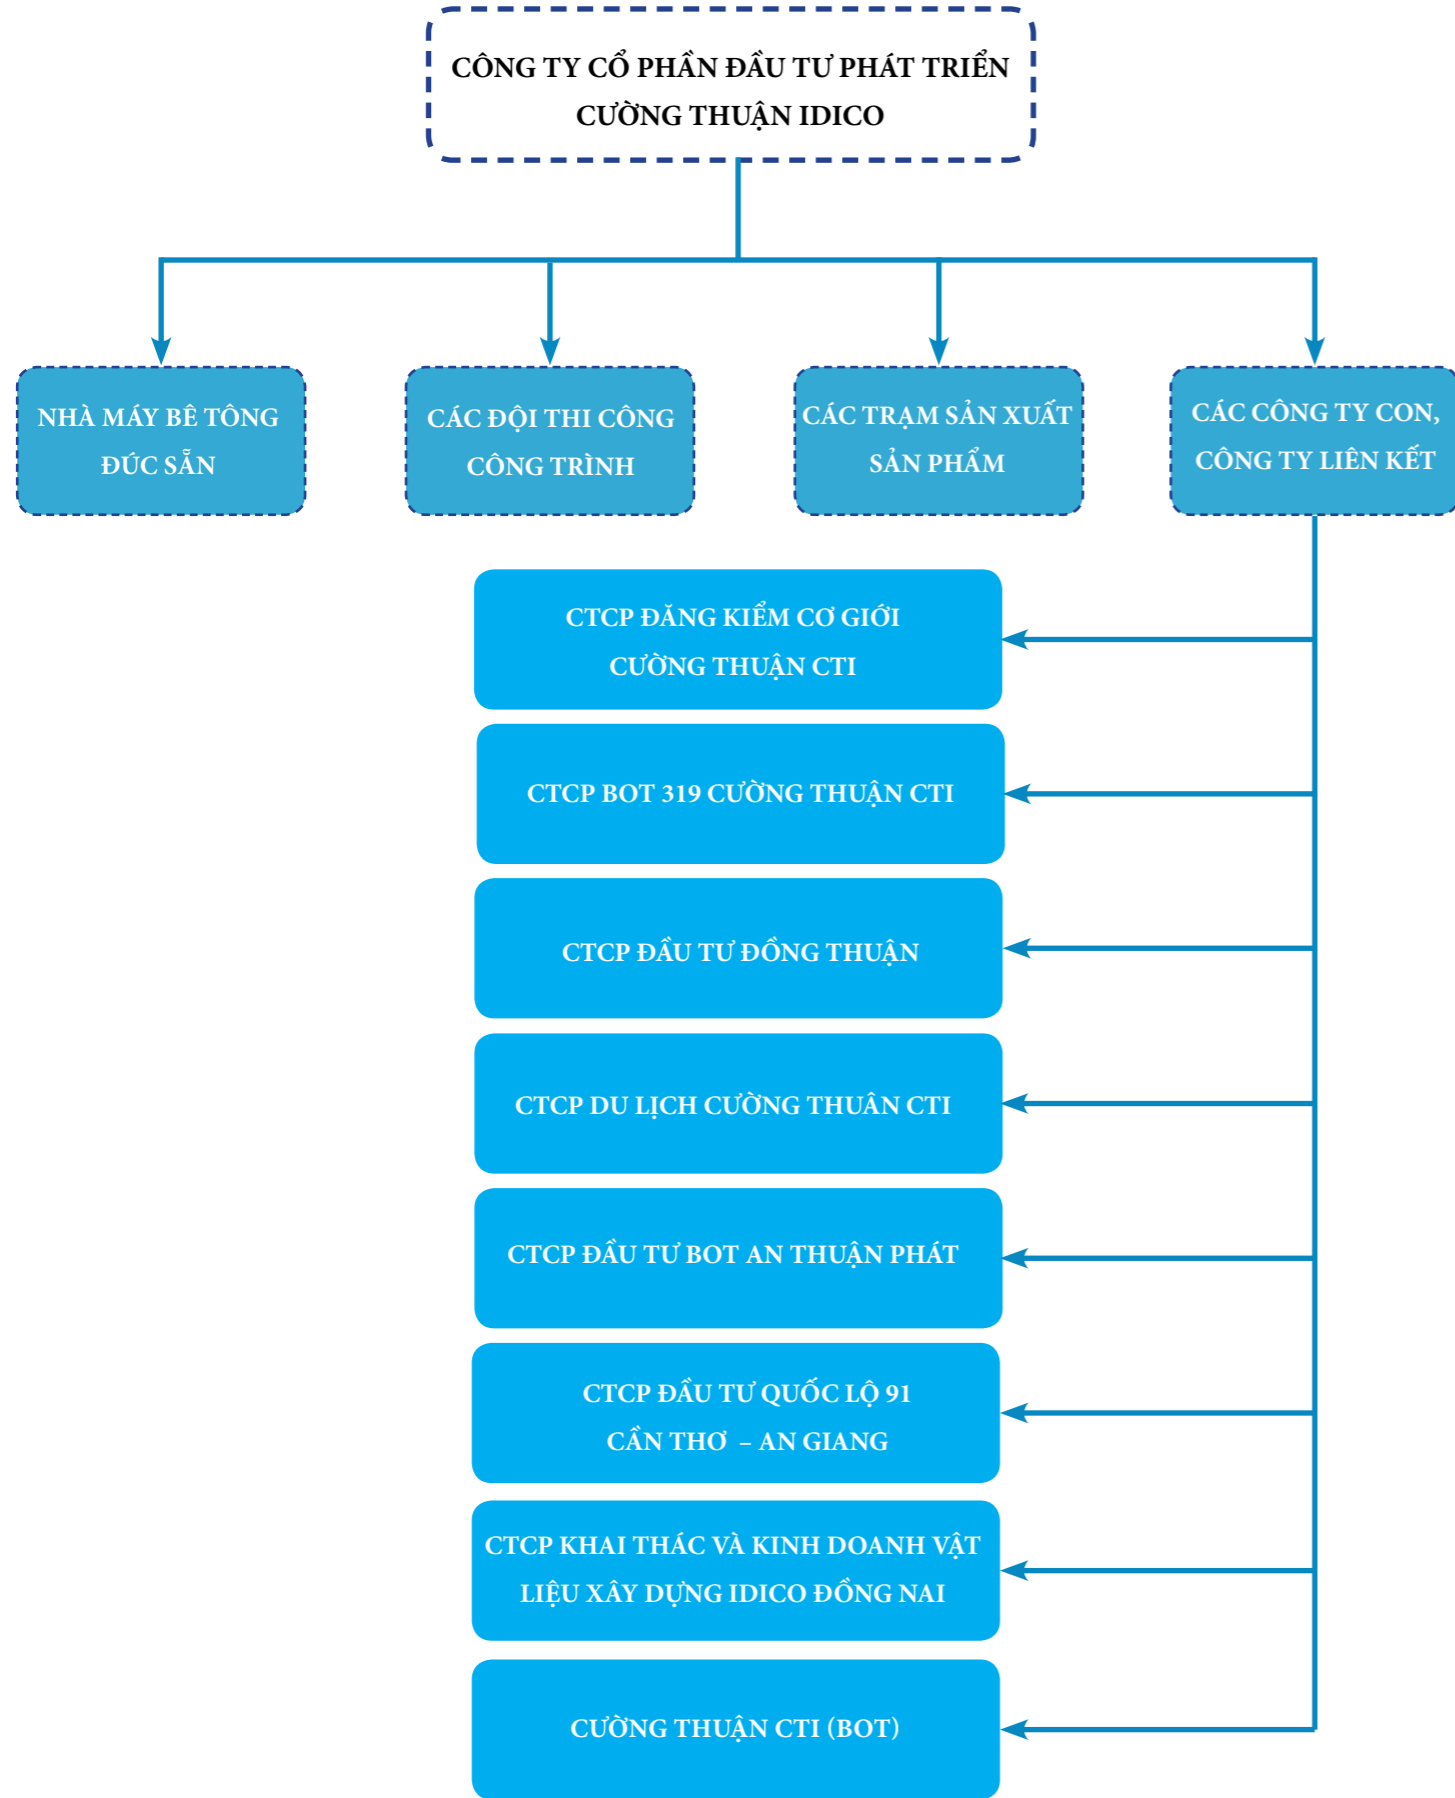 CÔNG TY CỔ PHẦN ĐẦU TƯ PHÁT TRIỂN
CƯỜNG THUẬN IDICO
NHÀ MÁY BÊ TÔNG
ĐÚC SẴN
CÁC ĐỘI THI CÔNG
CÔNG TRÌNH
CÁC TRẠM SẢN XUẤT
SẢN PHẨM
CÁC CÔNG TY CON,
CÔNG TY LIÊN KẾT
CTCP ĐĂNG KIỂM CƠ GIỚI
CƯỜNG THUẬN CTI
CTCP BOT 319 CƯỜNG THUẬN CTI
CTCP ĐẦU TƯ ĐỒNG THUẬN
CTCP DU LỊCH CƯỜNG THUÂN CTI
CTCP ĐẦU TƯ BOT AN THUẬN PHÁT
CTCP ĐẦU TƯ QUỐC LỘ 91
CẦN THƠ – AN GIANG
CTCP KHAI THÁC VÀ KINH DOANH VẬT
LIỆU XÂY DỰNG IDICO ĐỒNG NAI
CƯỜNG THUẬN CTI (BOT)